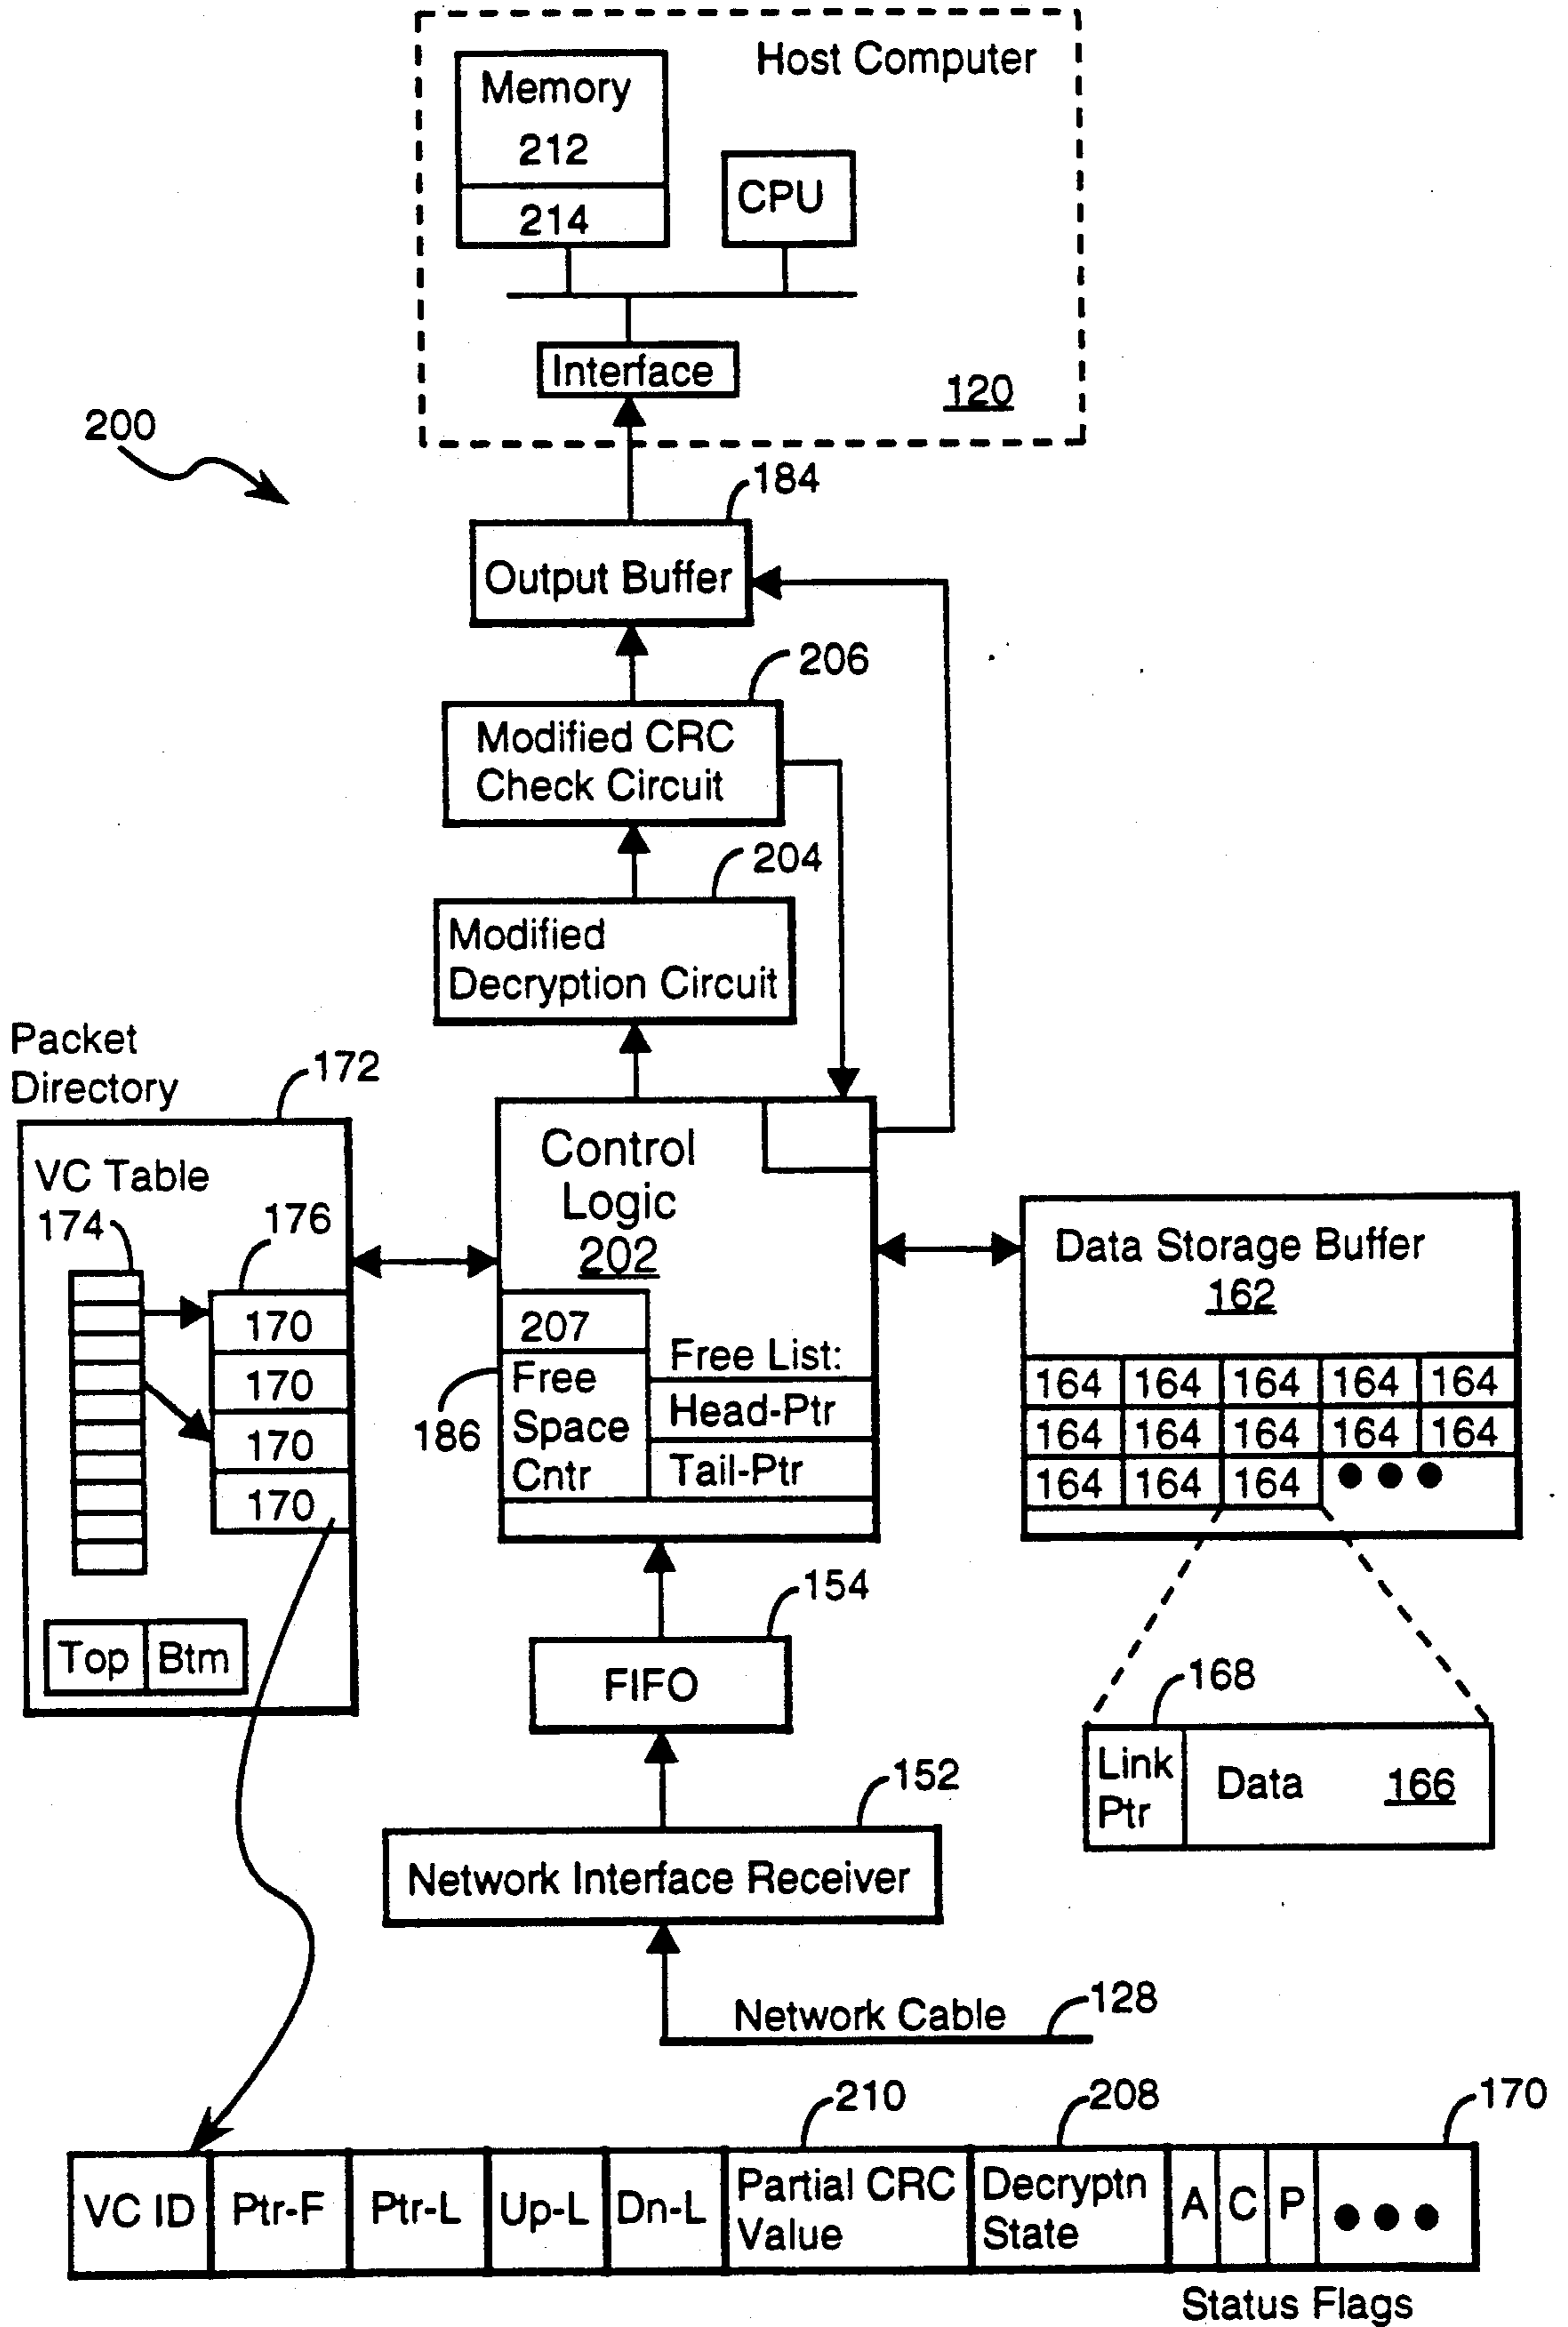 Host Computer
Memory
212
214
CPU
Interface
120
200
184
Output Buffer
206
Modified CRC
Check Circuit
204
Modified
Decryption Circuit
Packet
Directory
172
VC Table
174
176
170
170
170
170
Top
Btm
Control
Logic
202
207
186
Free
Space
Cntr
Free List:
Head-Ptr
Tail-Ptr
Data Storage Buffer
162
164 164 164 164 164
164 164 164 164 164
164 164 164 ●●●
154
FIFO
168
Link
Ptr
Data
166
152
Network Interface Receiver
Network Cable
128
210
208
170
VC ID
Ptr-F
Ptr-L
Up-L
Dn-L
Partial CRC
Value
Decryptn
State
A
C
P
●●●
Status Flags